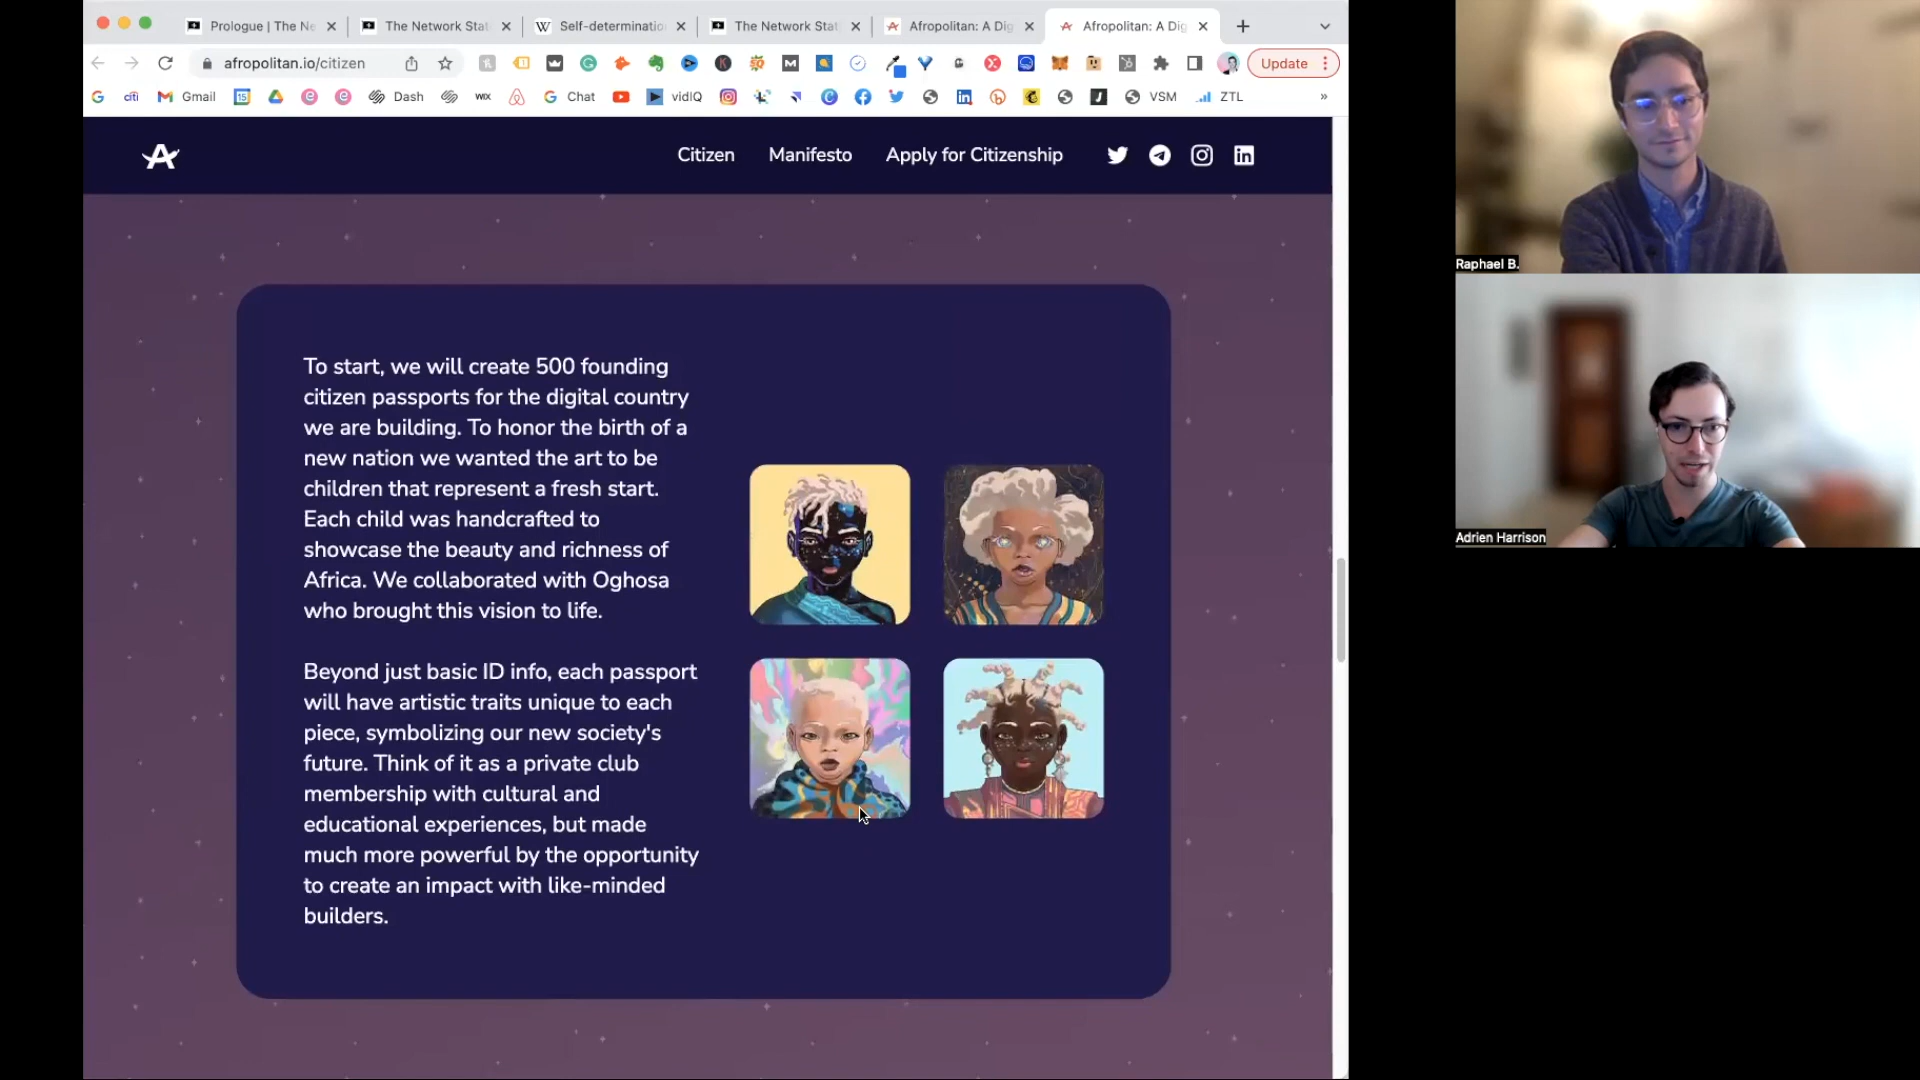 Prologue | The Ne
The Network Stat
Self-determinatio
The Network Stat
Afropolitan: A Dig
Afropolitan: A Dig
afropolitan.io/citizen
Update
citi
Gmail
Dash
WIX
Chat
vidIQ
VSM
ZTL
»
Citizen
Manifesto
Apply for Citizenship
To start, we will create 500 founding
citizen passports for the digital country
we are building. To honor the birth of a
new nation we wanted the art to be
children that represent a fresh start.
Each child was handcrafted to
showcase the beauty and richness of
Africa. We collaborated with Oghosa
who brought this vision to life.
Beyond just basic ID info, each passport
will have artistic traits unique to each
piece, symbolizing our new society's
future. Think of it as a private club
membership with cultural and
educational experiences, but made
much more powerful by the opportunity
to create an impact with like-minded
builders.
Raphael B.
Adrien Harrison